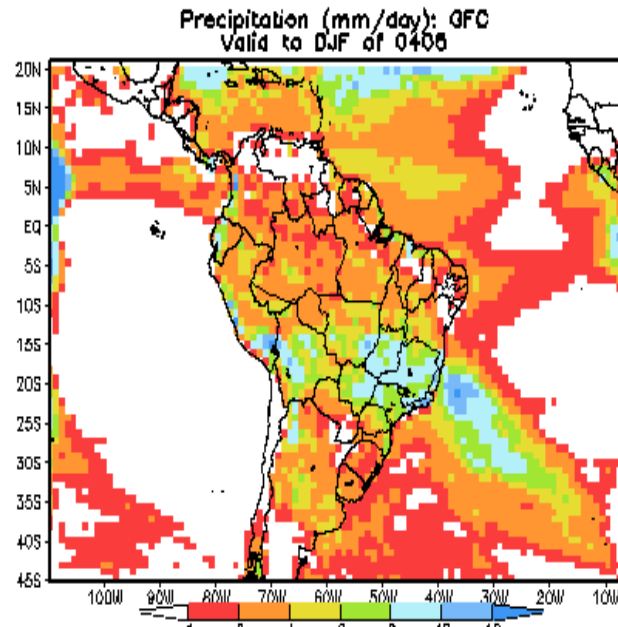 Precipitation (mm/day): GFC
Valid to DJF of 0406
20N
15N
10N
5N
EQ
5S
10S
15S
20S
25S
30S
35S
40S
45S
100W 90W 80W 70W 60W 50W 40W 30W 20W 10W